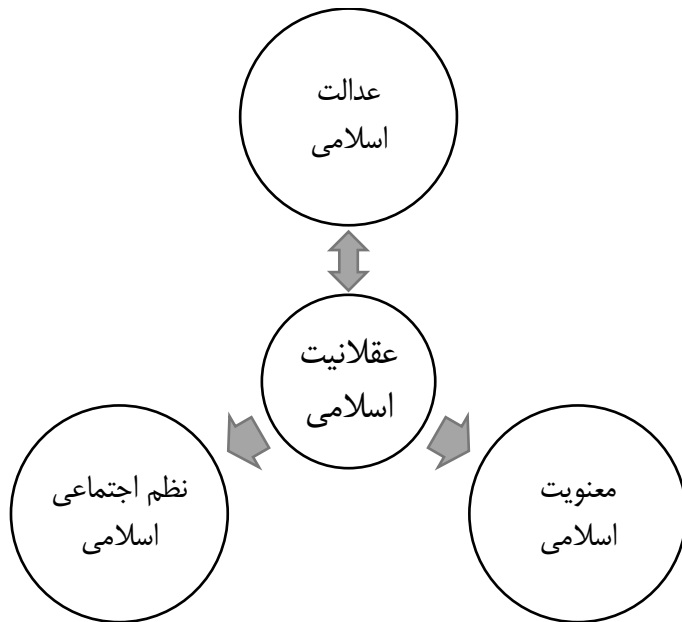 عدالت
اسلامی
عقلانیت
اسلامی
نظم اجتماعی
اسلامی
معنویت
اسلامی